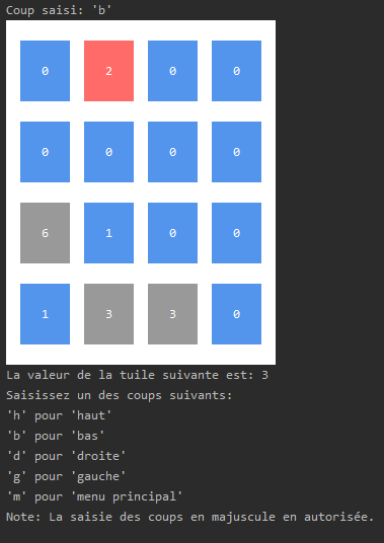 Coup saisi: 'b'
0 2 0 0
0 0 0 0
6 1 0 0
1 3 3 0
La valeur de la tuile suivante est: 3
Saisissez un des coups suivants:
'h' pour 'haut'
'b' pour 'bas'
'd' pour 'droite'
'g' pour 'gauche'
'm' pour 'menu principal'
Note: La saisie des coups en majuscule en autorisée.